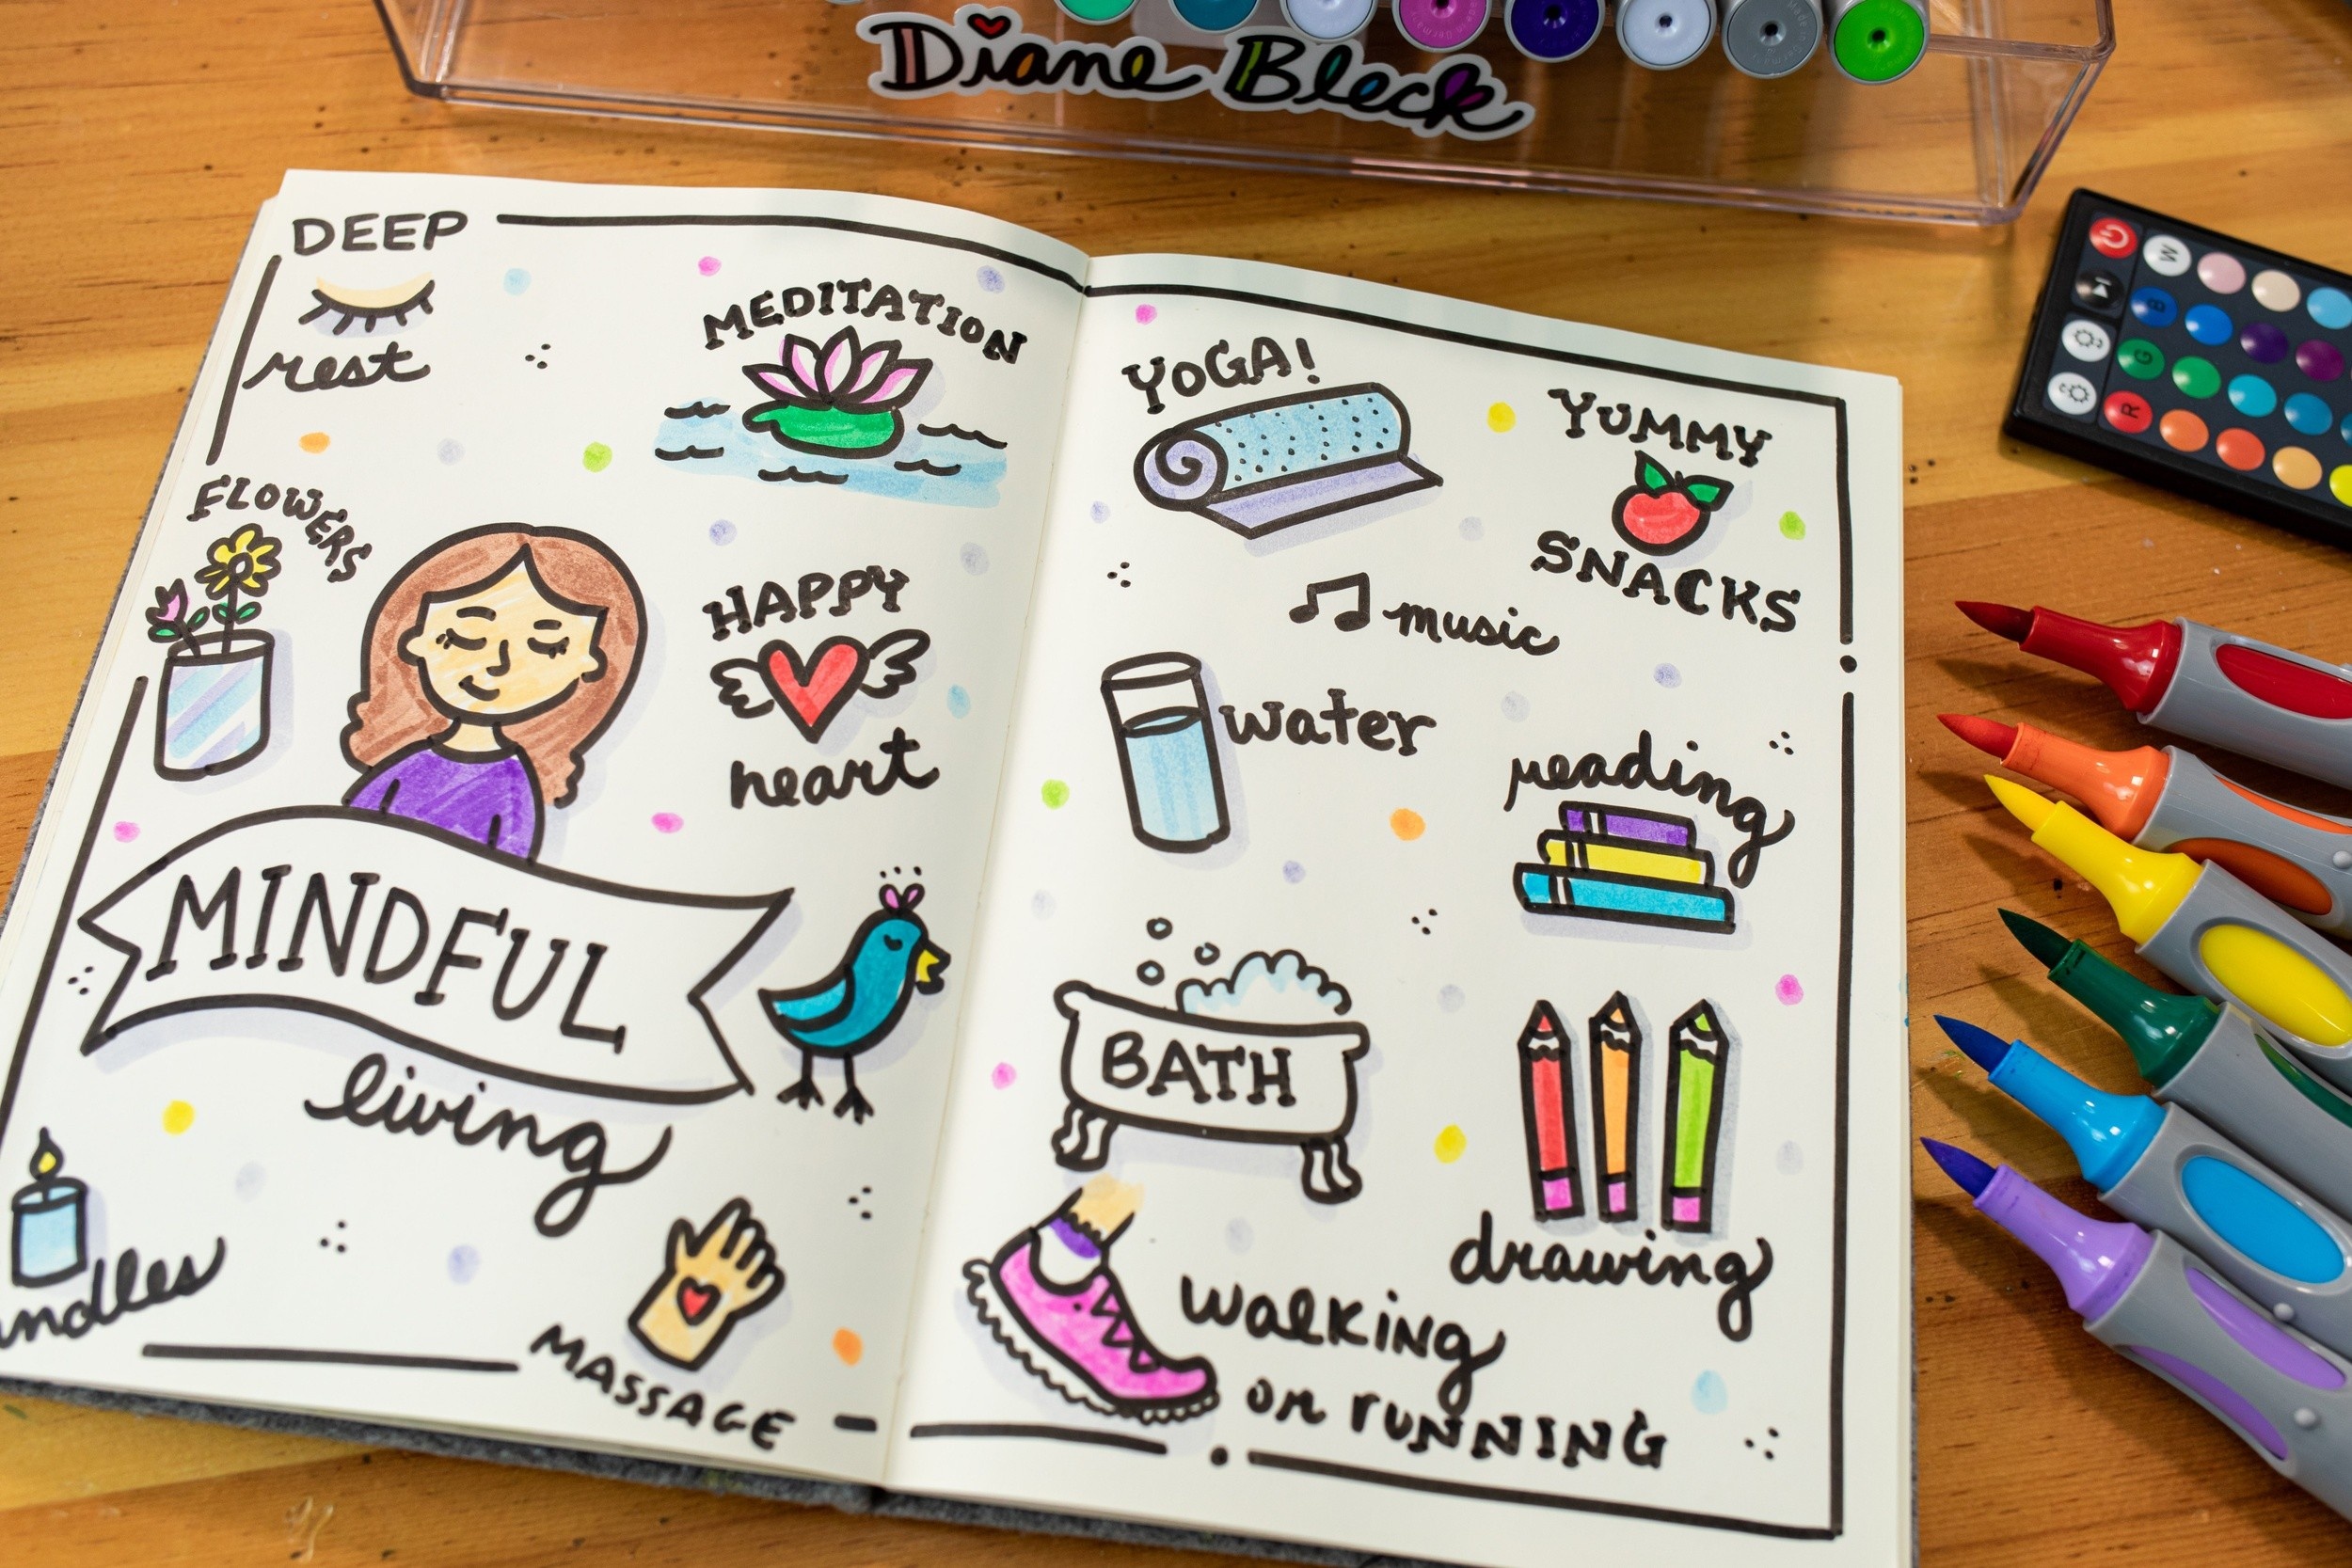 Diane Bleck
DEEP
rest
MEDITATION
FLOWERS
HAPPY
heart
MINDFUL
living
ndles
MASSAGE
YOGA!
YUMMY
SNACKS
music
water
reading
BATH
drawing
walking
or running
W
B
G
R